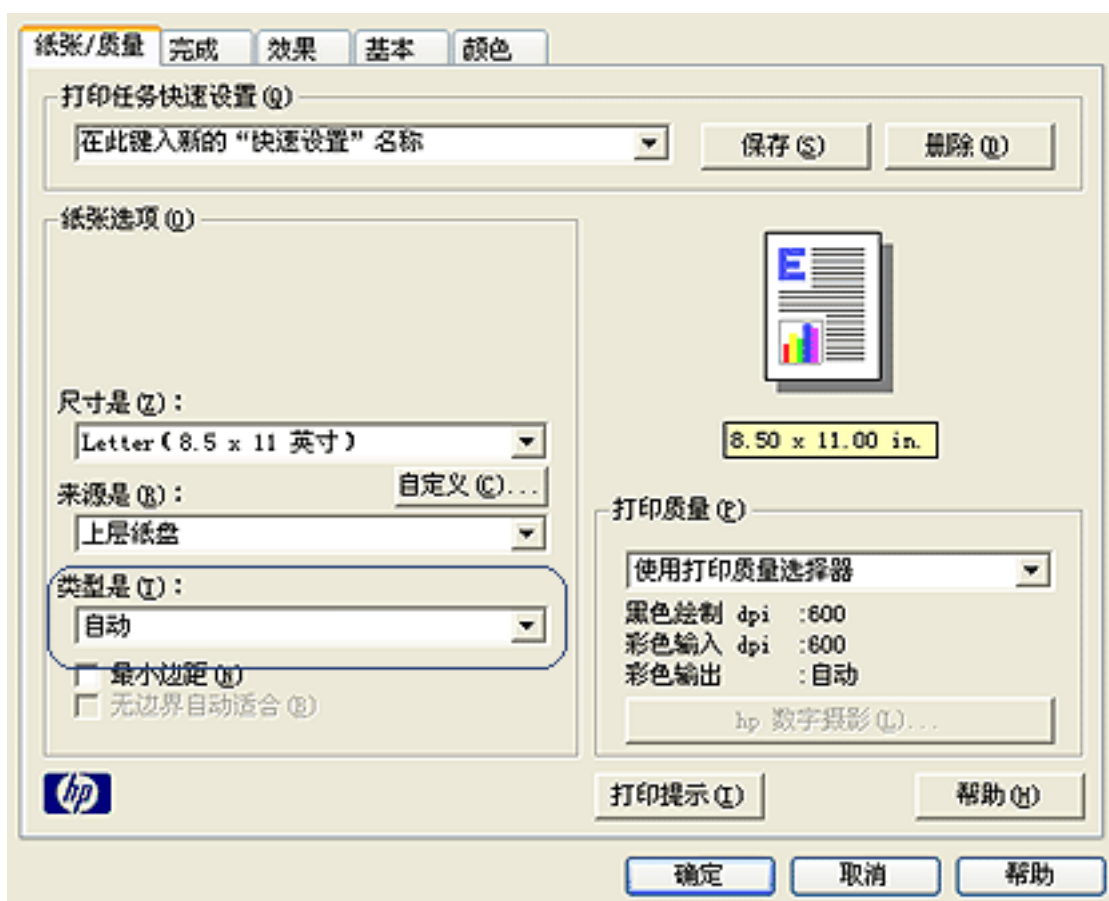 纸张/质量 完成 效果 基本 颜色
打印任务快速设置(Q)
在此键入新的“快速设置”名称 保存(S) 删除(D)
纸张选项(O)
E
尺寸是(Z)：
Letter(8.5 x 11 英寸) 8.50 x 11.00 in.
来源是(R)： 自定义(C)...
打印质量(P)
上层纸盘
使用打印质量选择器
类型是(T)：
黑色绘制 dpi :600
自动
彩色输入 dpi :600
最小边距(N) 彩色输出 :自动
无边界自动适合(B)
hp 数字摄影(L)...
hp 打印提示(I) 帮助(H)
确定 取消 帮助